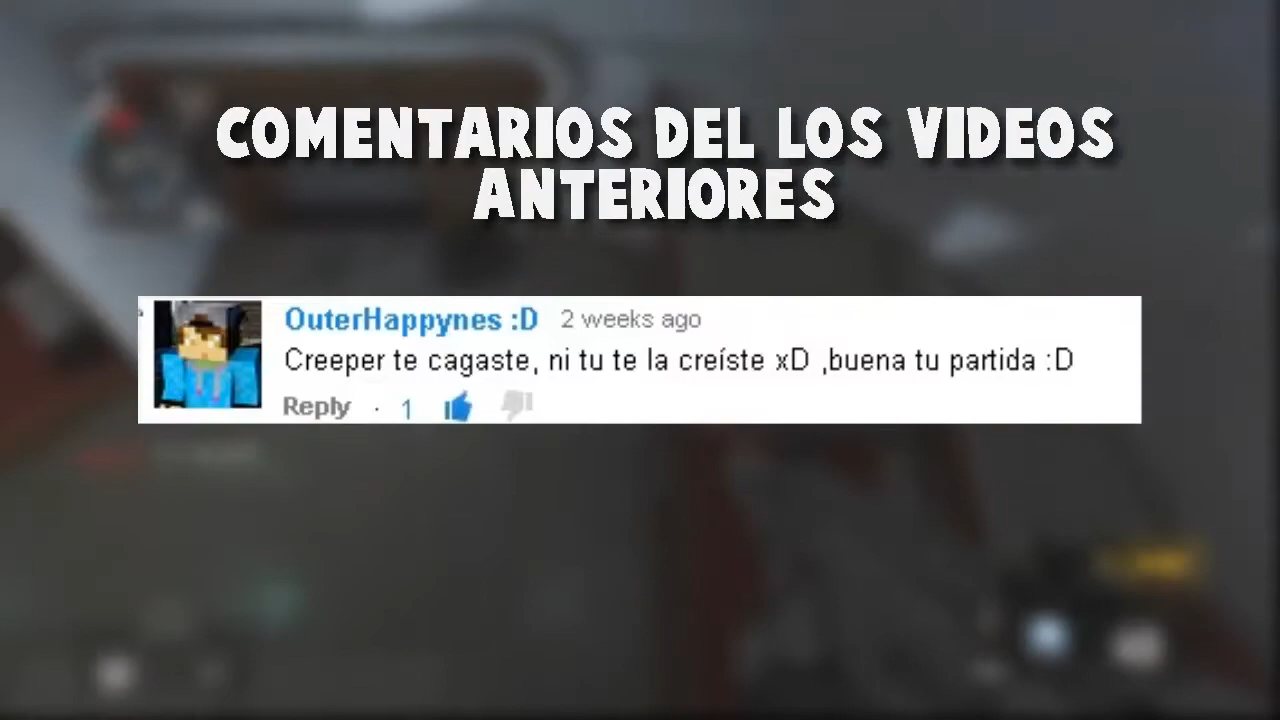 COMENTARIOS DEL LOS VIDEOS
ANTERIORES
OuterHappynes :D 2 weeks ago
Creeper te cagaste, ni tu te la creíste xD ,buena tu partida :D
Reply · 1